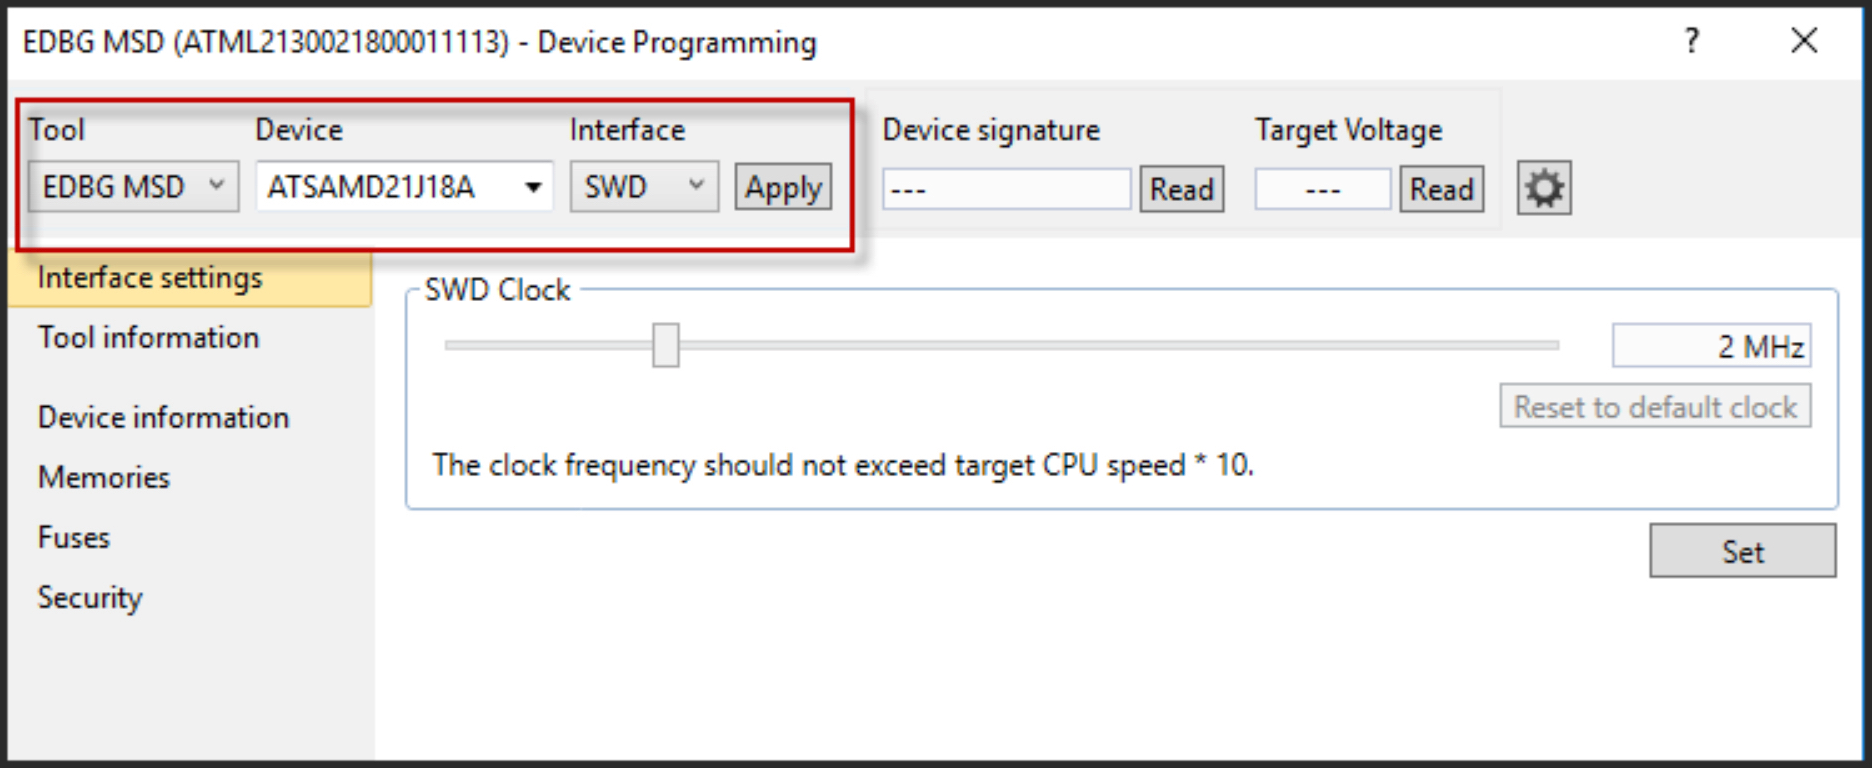 EDBG MSD (ATML2130021800011113) - Device Programming
?
Tool Device Interface Device signature Target Voltage
EDBG MSD ATSAMD21J18A SWD Apply --- Read --- Read
Interface settings
Tool information
Device information
Memories
Fuses
Security
SWD Clock
2 MHz
Reset to default clock
The clock frequency should not exceed target CPU speed * 10.
Set